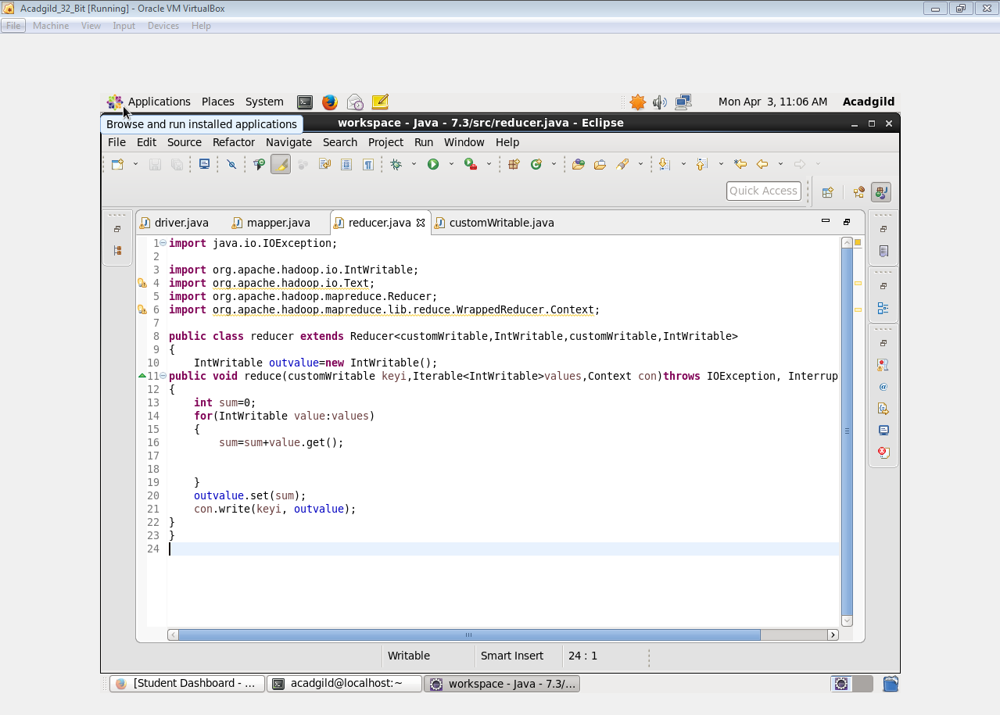 Acadgild_32_Bit [Running] - Oracle VM VirtualBox
File Machine View Input Devices Help
Applications Places System Mon Apr 3, 11:06 AM Acadgild
Browse and run installed applications
workspace - Java - 7.3/src/reducer.java - Eclipse
File Edit Source Refactor Navigate Search Project Run Window Help
Quick Access
driver.java mapper.java reducer.java customWritable.java
1 import java.io.IOException;
2
3 import org.apache.hadoop.io.IntWritable;
4 import org.apache.hadoop.io.Text;
5 import org.apache.hadoop.mapreduce.Reducer;
6 import org.apache.hadoop.mapreduce.lib.reduce.WrappedReducer.Context;
7
8 public class reducer extends Reducer<customWritable,IntWritable,customWritable,IntWritable>
9 {
10     IntWritable outvalue=new IntWritable();
11 public void reduce(customWritable keyi,Iterable<IntWritable>values,Context con)throws IOException, Interrup
12 {
13     int sum=0;
14     for(IntWritable value:values)
15     {
16         sum=sum+value.get();
17
18
19     }
20     outvalue.set(sum);
21     con.write(keyi, outvalue);
22 }
23 }
24
Writable Smart Insert 24 : 1
[Student Dashboard - ... acadgild@localhost:~ workspace - Java - 7.3/...